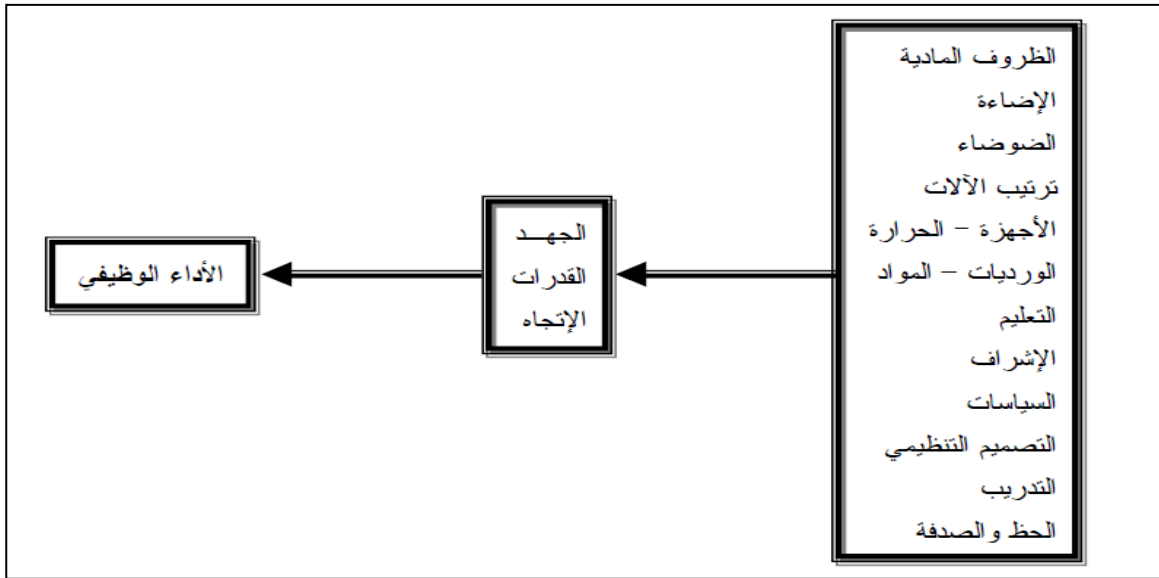 الظروف المادية
الإضاءة
الضوضاء
ترتيب الآلات
الأجهزة – الحرارة
الورديات – المواد
التعليم
الإشراف
السياسات
التصميم التنظيمي
التدريب
الحظ والصدفة
الجهــد
القدرات
الإتجاه
الأداء الوظيفي